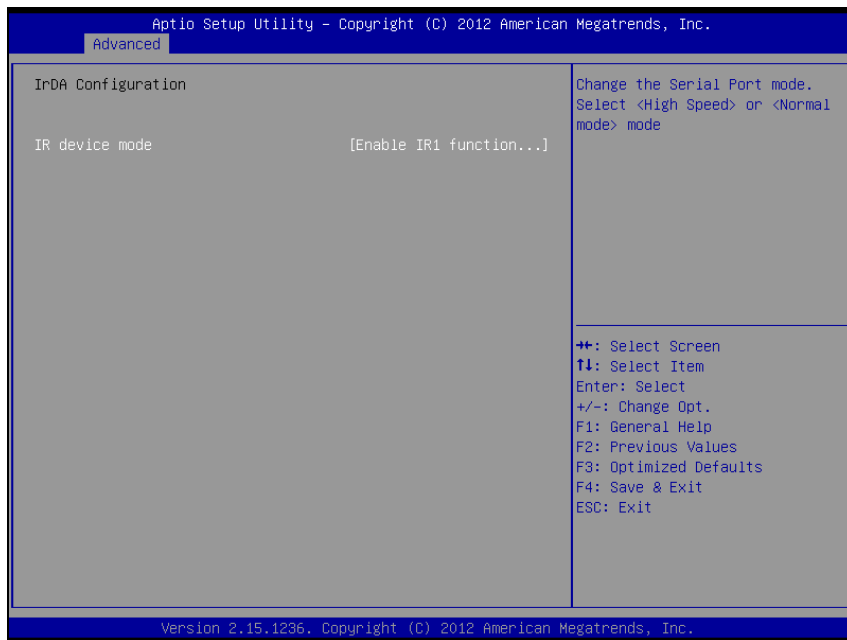 Aptio Setup Utility – Copyright (C) 2012 American Megatrends, Inc.
Advanced
IrDA Configuration
IR device mode [Enable IR1 function...]
Change the Serial Port mode.
Select <High Speed> or <Normal
mode> mode
→←: Select Screen
↑↓: Select Item
Enter: Select
+/-: Change Opt.
F1: General Help
F2: Previous Values
F3: Optimized Defaults
F4: Save & Exit
ESC: Exit
Version 2.15.1236. Copyright (C) 2012 American Megatrends, Inc.